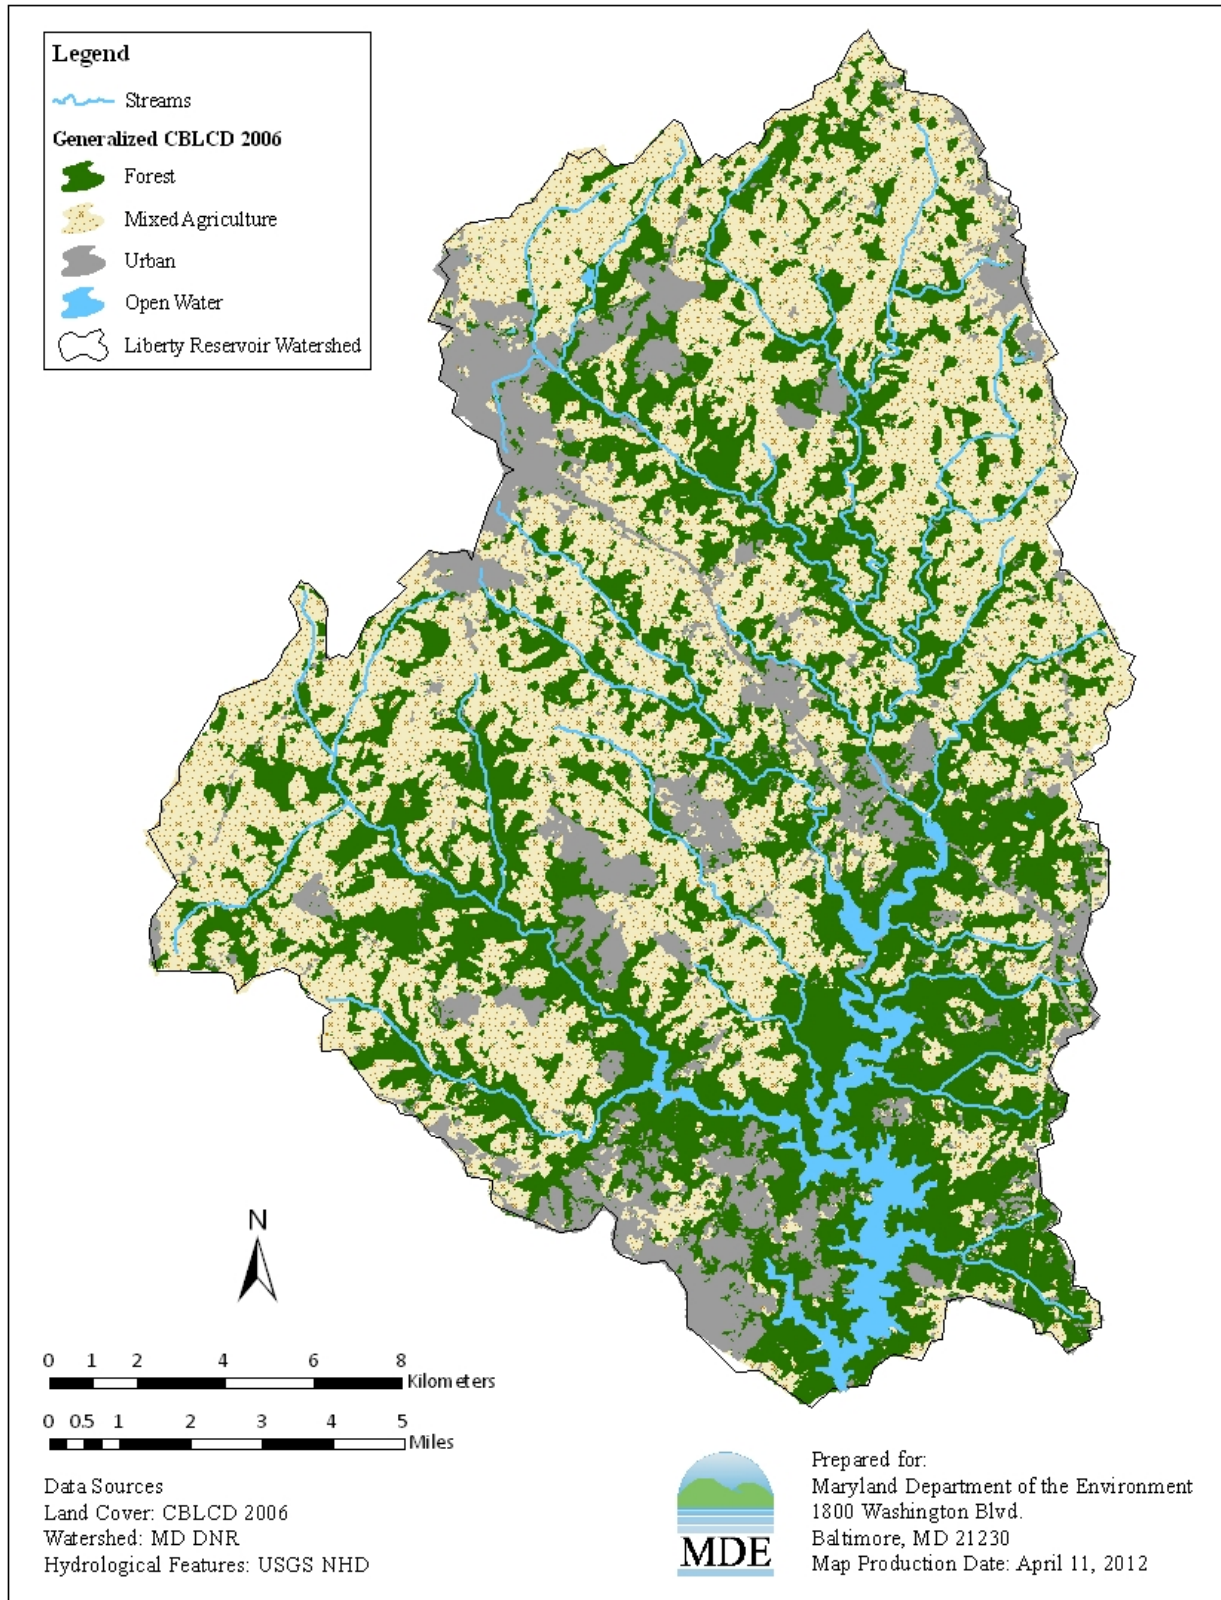 Legend
Streams
Generalized CBLCD 2006
Forest
Mixed Agriculture
Urban
Open Water
Liberty Reservoir Watershed
N
0 1 2 4 6 8
Kilometers
0 0.5 1 2 3 4 5
Miles
Data Sources
Land Cover: CBLCD 2006
Watershed: MD DNR
Hydrological Features: USGS NHD
MDE
Prepared for:
Maryland Department of the Environment
1800 Washington Blvd.
Baltimore, MD 21230
Map Production Date: April 11, 2012